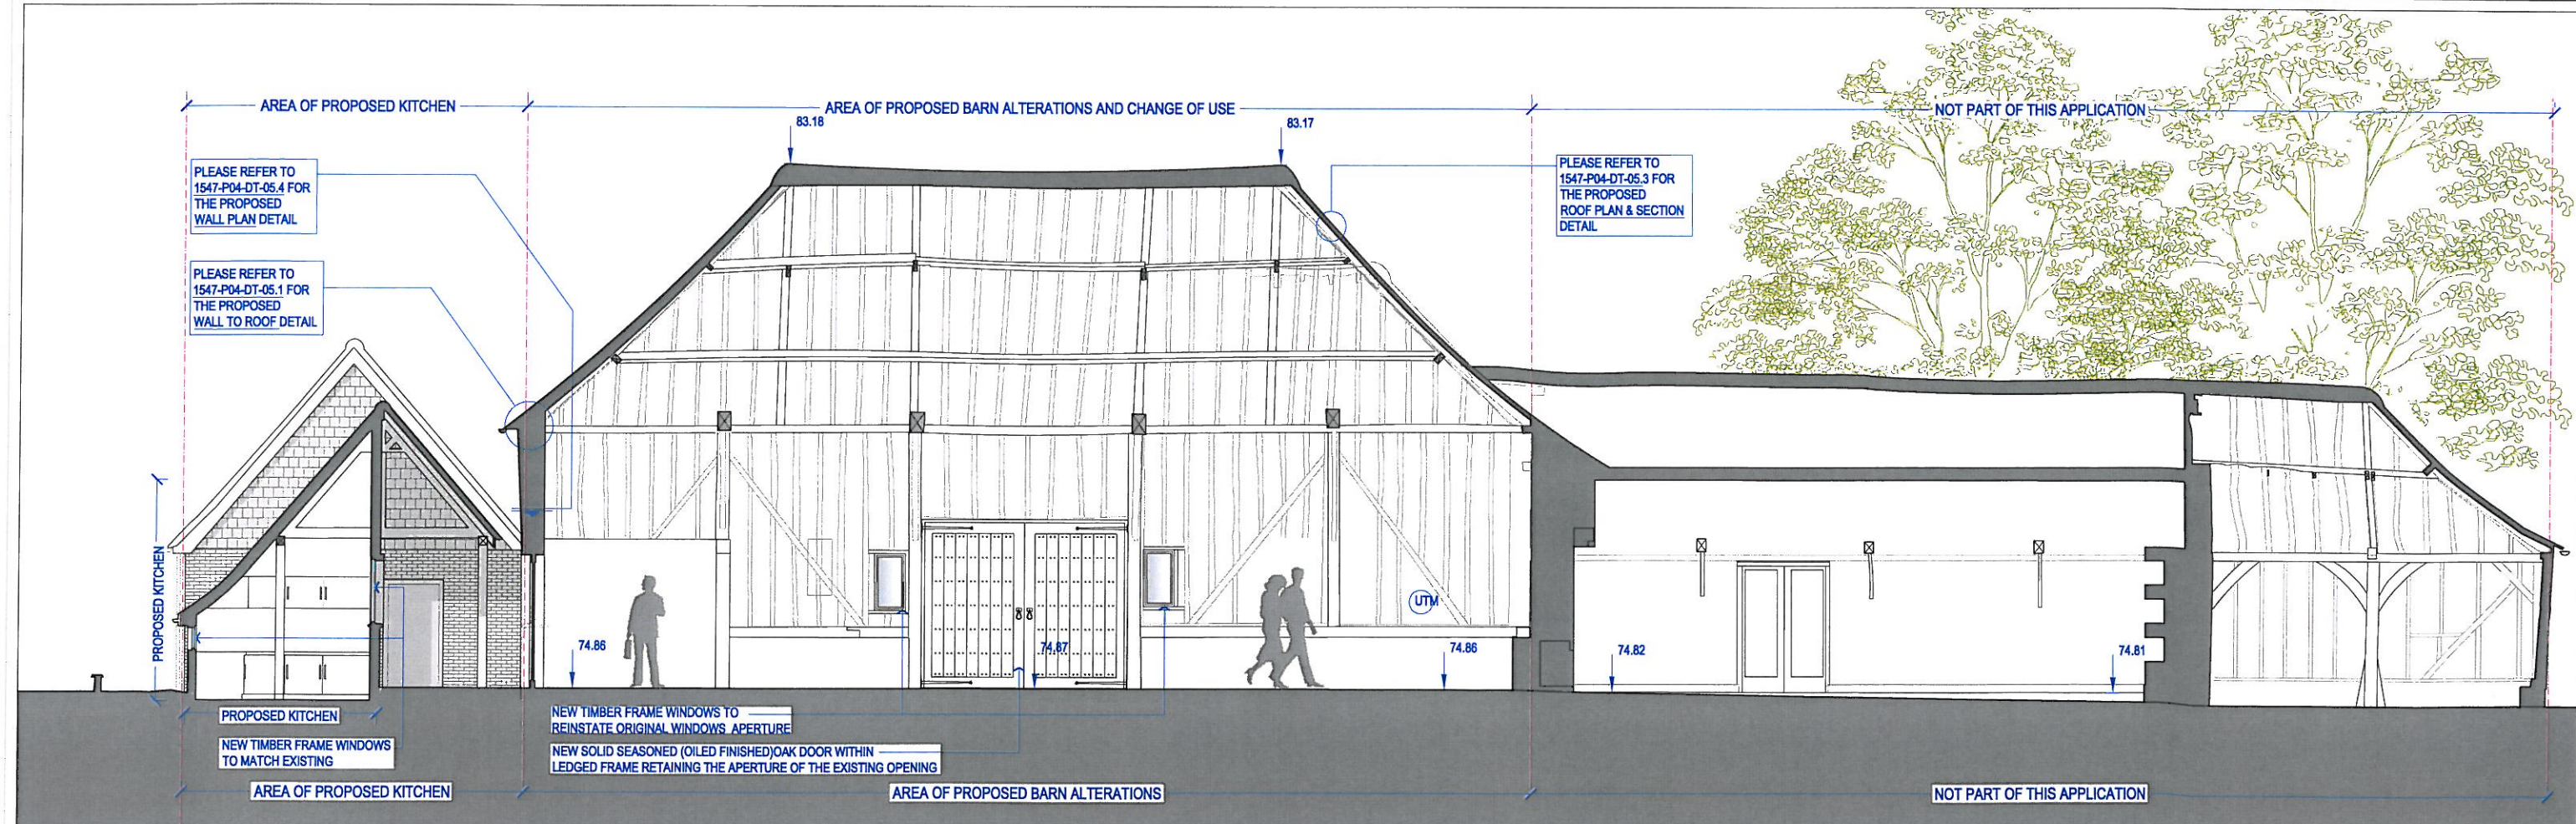 AREA OF PROPOSED KITCHEN
AREA OF PROPOSED BARN ALTERATIONS AND CHANGE OF USE
NOT PART OF THIS APPLICATION
83.18
83.17
PLEASE REFER TO
1547-P04-DT-05.4 FOR
THE PROPOSED
WALL PLAN DETAIL
PLEASE REFER TO
1547-P04-DT-05.3 FOR
THE PROPOSED
ROOF PLAN & SECTION
DETAIL
PLEASE REFER TO
1547-P04-DT-05.1 FOR
THE PROPOSED
WALL TO ROOF DETAIL
PROPOSED KITCHEN
UTM
74.86
74.87
74.86
74.82
74.81
PROPOSED KITCHEN
NEW TIMBER FRAME WINDOWS
TO MATCH EXISTING
NEW TIMBER FRAME WINDOWS TO
REINSTATE ORIGINAL WINDOWS APERTURE
NEW SOLID SEASONED (OILED FINISHED)OAK DOOR WITHIN
LEDGED FRAME RETAINING THE APERTURE OF THE EXISTING OPENING
AREA OF PROPOSED KITCHEN
AREA OF PROPOSED BARN ALTERATIONS
NOT PART OF THIS APPLICATION